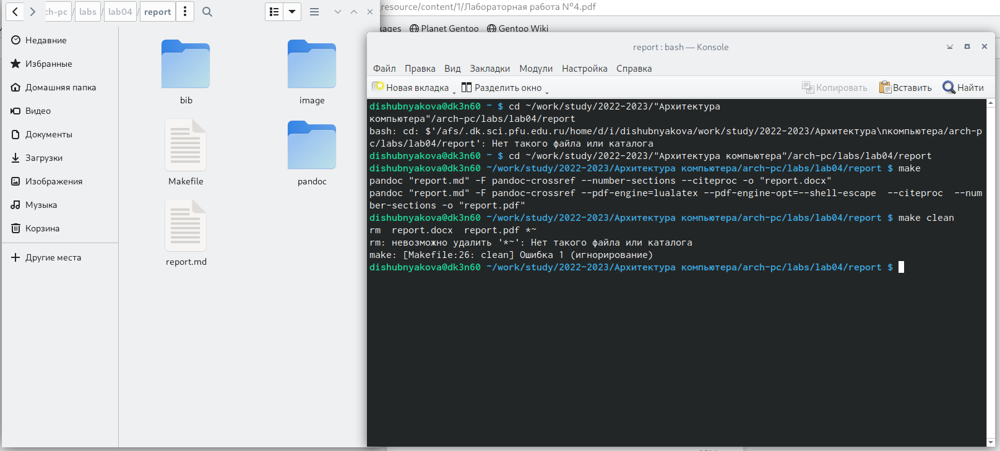 ch-pc / labs / lab04 / report
Недавние
Избранные
Домашняя папка
Видео
Документы
Загрузки
Изображения
Музыка
Корзина
Другие места
bib
image
Makefile
pandoc
report.md
resource/content/1/Лабораторная работа №4.pdf
kages Planet Gentoo Gentoo Wiki
report : bash — Konsole
Файл Правка Вид Закладки Модули Настройка Справка
Новая вкладка Разделить окно Копировать Вставить Найти
dishubnyakova@dk3n60 ~ $ cd ~/work/study/2022-2023/"Архитектура
компьютера"/arch-pc/labs/lab04/report
bash: cd: $'/afs/.dk.sci.pfu.edu.ru/home/d/i/dishubnyakova/work/study/2022-2023/Архитектура\nкомпьютера/arch-p
c/labs/lab04/report': Нет такого файла или каталога
dishubnyakova@dk3n60 ~ $ cd ~/work/study/2022-2023/"Архитектура компьютера"/arch-pc/labs/lab04/report
dishubnyakova@dk3n60 ~/work/study/2022-2023/Архитектура компьютера/arch-pc/labs/lab04/report $ make
pandoc "report.md" -F pandoc-crossref --number-sections --citeproc -o "report.docx"
pandoc "report.md" -F pandoc-crossref --pdf-engine=lualatex --pdf-engine-opt=--shell-escape  --citeproc  --num
ber-sections -o "report.pdf"
dishubnyakova@dk3n60 ~/work/study/2022-2023/Архитектура компьютера/arch-pc/labs/lab04/report $ make clean
rm  report.docx  report.pdf *~
rm: невозможно удалить '*~': Нет такого файла или каталога
make: [Makefile:26: clean] Ошибка 1 (игнорирование)
dishubnyakova@dk3n60 ~/work/study/2022-2023/Архитектура компьютера/arch-pc/labs/lab04/report $